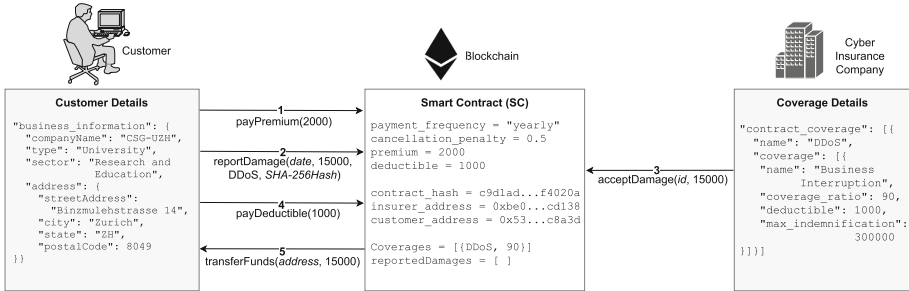 Customer
Blockchain
Cyber
Insurance
Company
Customer Details
"business_information": {
"companyName": "CSG-UZH",
"type": "University",
"sector": "Research and
Education",
"address": {
"streetAddress":
"Binzmulehstrasse 14",
"city": "Zurich",
"state": "ZH",
"postalCode": 8049
}}
1
payPremium(2000)
2
reportDamage(date, 15000,
DDoS, SHA-256Hash)
4
payDeductible(1000)
5
transferFunds(address, 15000)
Smart Contract (SC)
payment_frequency = "yearly"
cancellation_penalty = 0.5
premium = 2000
deductible = 1000
contract_hash = c9d1ad...f4020a
insurer_address = 0xbe0...cd138
customer_address = 0x53...c8a3d
Coverages = [{DDoS, 90}]
reportedDamages = [ ]
3
acceptDamage(id, 15000)
Coverage Details
"contract_coverage": [{
"name": "DDoS",
"coverage": [{
"name": "Business
Interruption",
"coverage_ratio": 90,
"deductible": 1000,
"max_indemnification":
300000
}]}]